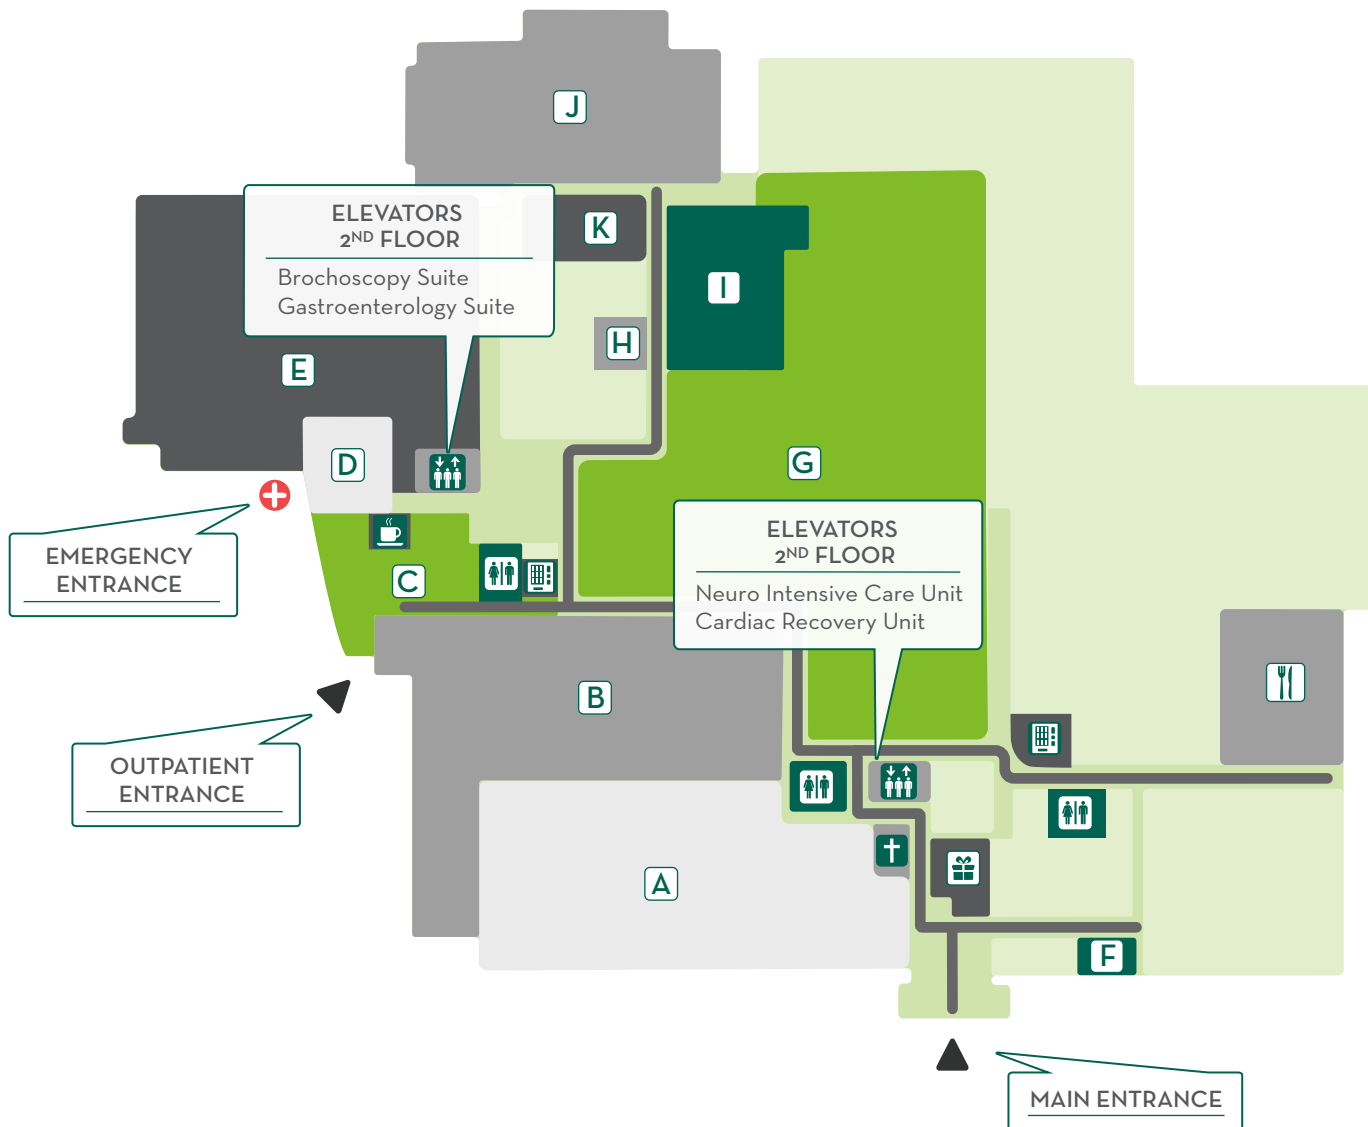 J
ELEVATORS
2ND FLOOR
Brochoscopy Suite
Gastroenterology Suite
K
I
H
E
D
G
EMERGENCY
ENTRANCE
C
ELEVATORS
2ND FLOOR
Neuro Intensive Care Unit
Cardiac Recovery Unit
B
OUTPATIENT
ENTRANCE
A
F
MAIN ENTRANCE